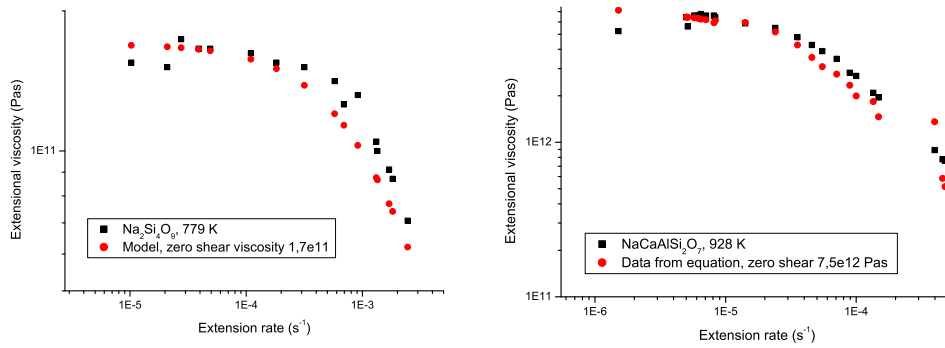 Extensional viscosity (Pas)
1E11
Na₂Si₄O₉, 779 K
Model, zero shear viscosity 1,7e11
1E-5
1E-4
1E-3
Extension rate (s⁻¹)
Extensional viscosity (Pas)
1E12
1E11
NaCaAlSi₂O₇, 928 K
Data from equation, zero shear 7,5e12 Pas
1E-6
1E-5
1E-4
Extension rate (s⁻¹)